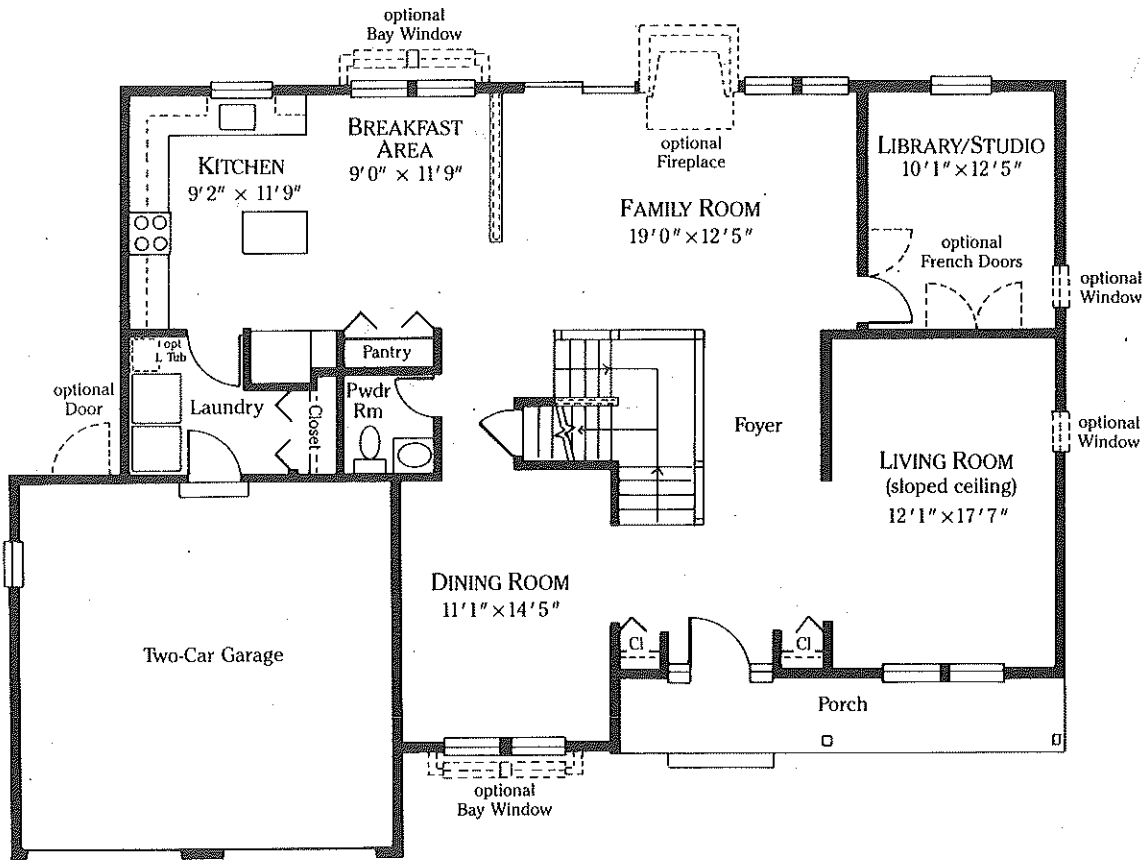 optional
Bay Window
BREAKFAST
AREA
9'0" × 11'9"
KITCHEN
9'2" × 11'9"
optional
Fireplace
FAMILY ROOM
19'0" × 12'5"
LIBRARY/STUDIO
10'1" × 12'5"
optional
French Doors
optional
Window
opt
L Tub
Pantry
optional
Door
Laundry
Closet
Pwdr
Rm
Foyer
optional
Window
LIVING ROOM
(sloped ceiling)
12'1" × 17'7"
DINING ROOM
11'1" × 14'5"
Two-Car Garage
Cl
Cl
Porch
optional
Bay Window